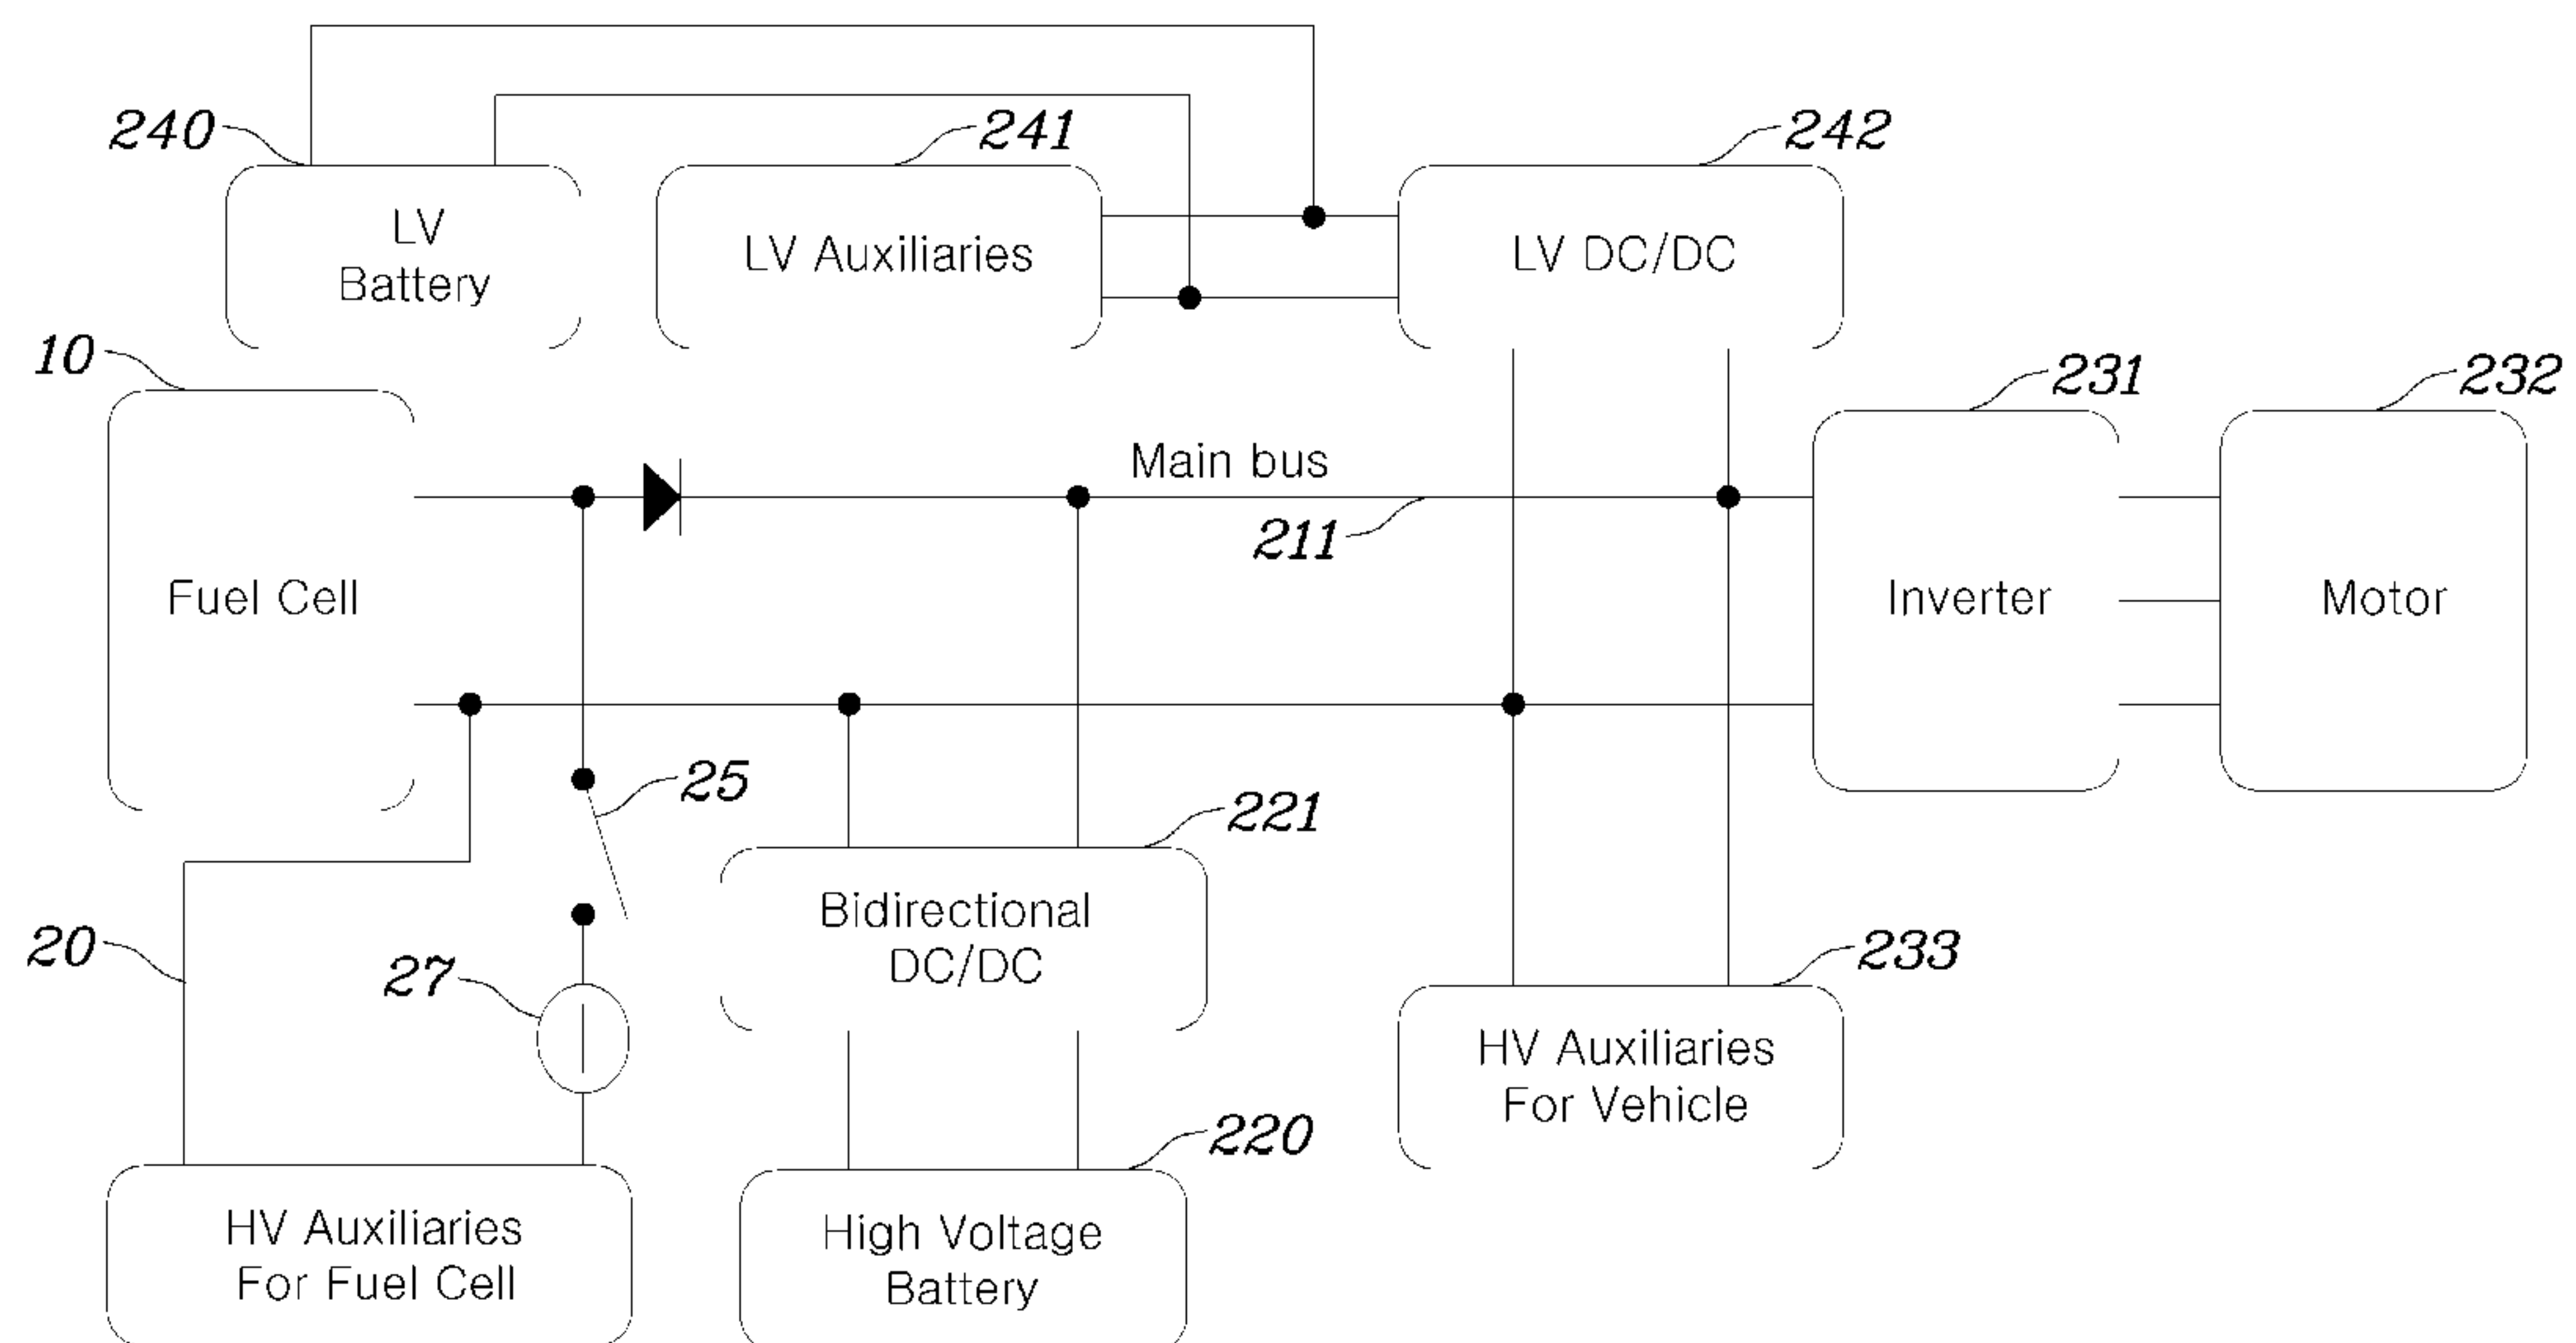 240
241
242
LV
Battery
LV Auxiliaries
LV DC/DC
10
231
232
Main bus
211
Fuel Cell
Inverter
Motor
25
221
Bidirectional
DC/DC
20
27
233
HV Auxiliaries
For Vehicle
220
HV Auxiliaries
For Fuel Cell
High Voltage
Battery